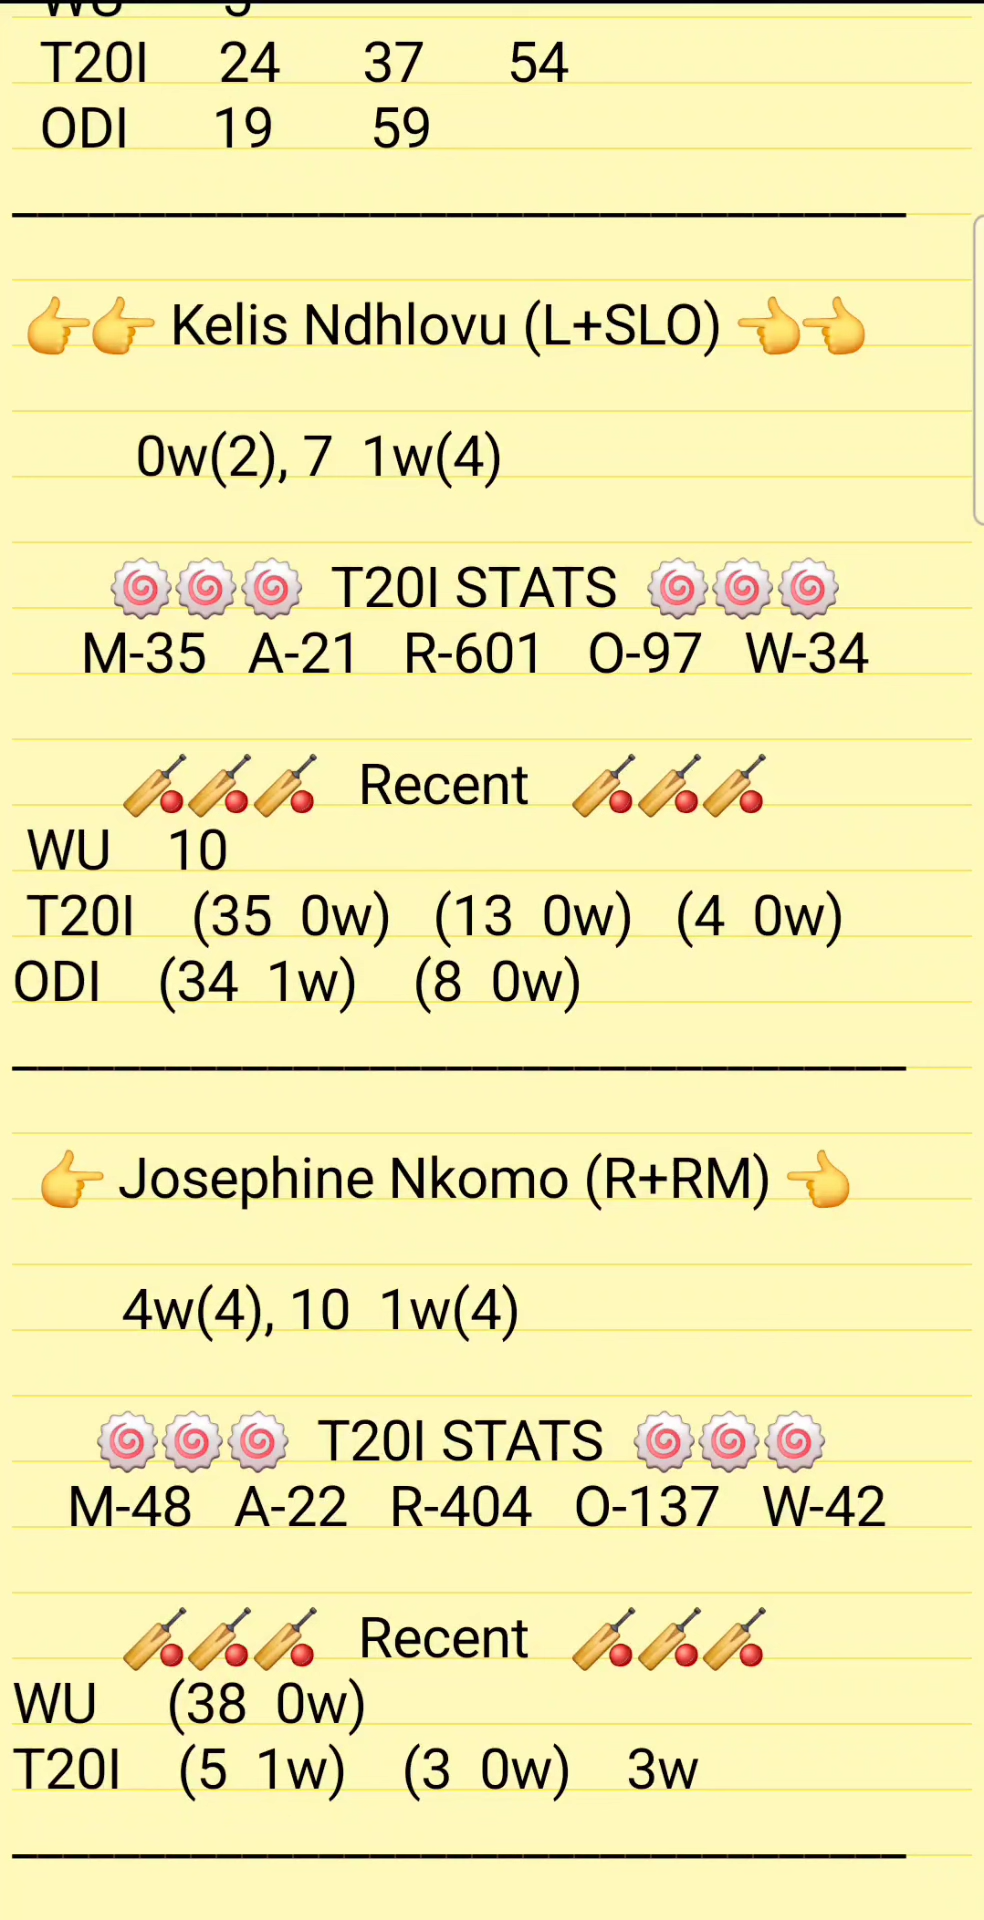 T20I 24 37 54
ODI 19 59
👉👉 Kelis Ndhlovu (L+SLO) 👈👈
0w(2), 7 1w(4)
🍥🍥🍥 T20I STATS 🍥🍥🍥
M-35 A-21 R-601 O-97 W-34
🏏🏏🏏 Recent 🏏🏏🏏
WU 10
T20I (35 0w) (13 0w) (4 0w)
ODI (34 1w) (8 0w)
👉 Josephine Nkomo (R+RM) 👈
4w(4), 10 1w(4)
🍥🍥🍥 T20I STATS 🍥🍥🍥
M-48 A-22 R-404 O-137 W-42
🏏🏏🏏 Recent 🏏🏏🏏
WU (38 0w)
T20I (5 1w) (3 0w) 3w